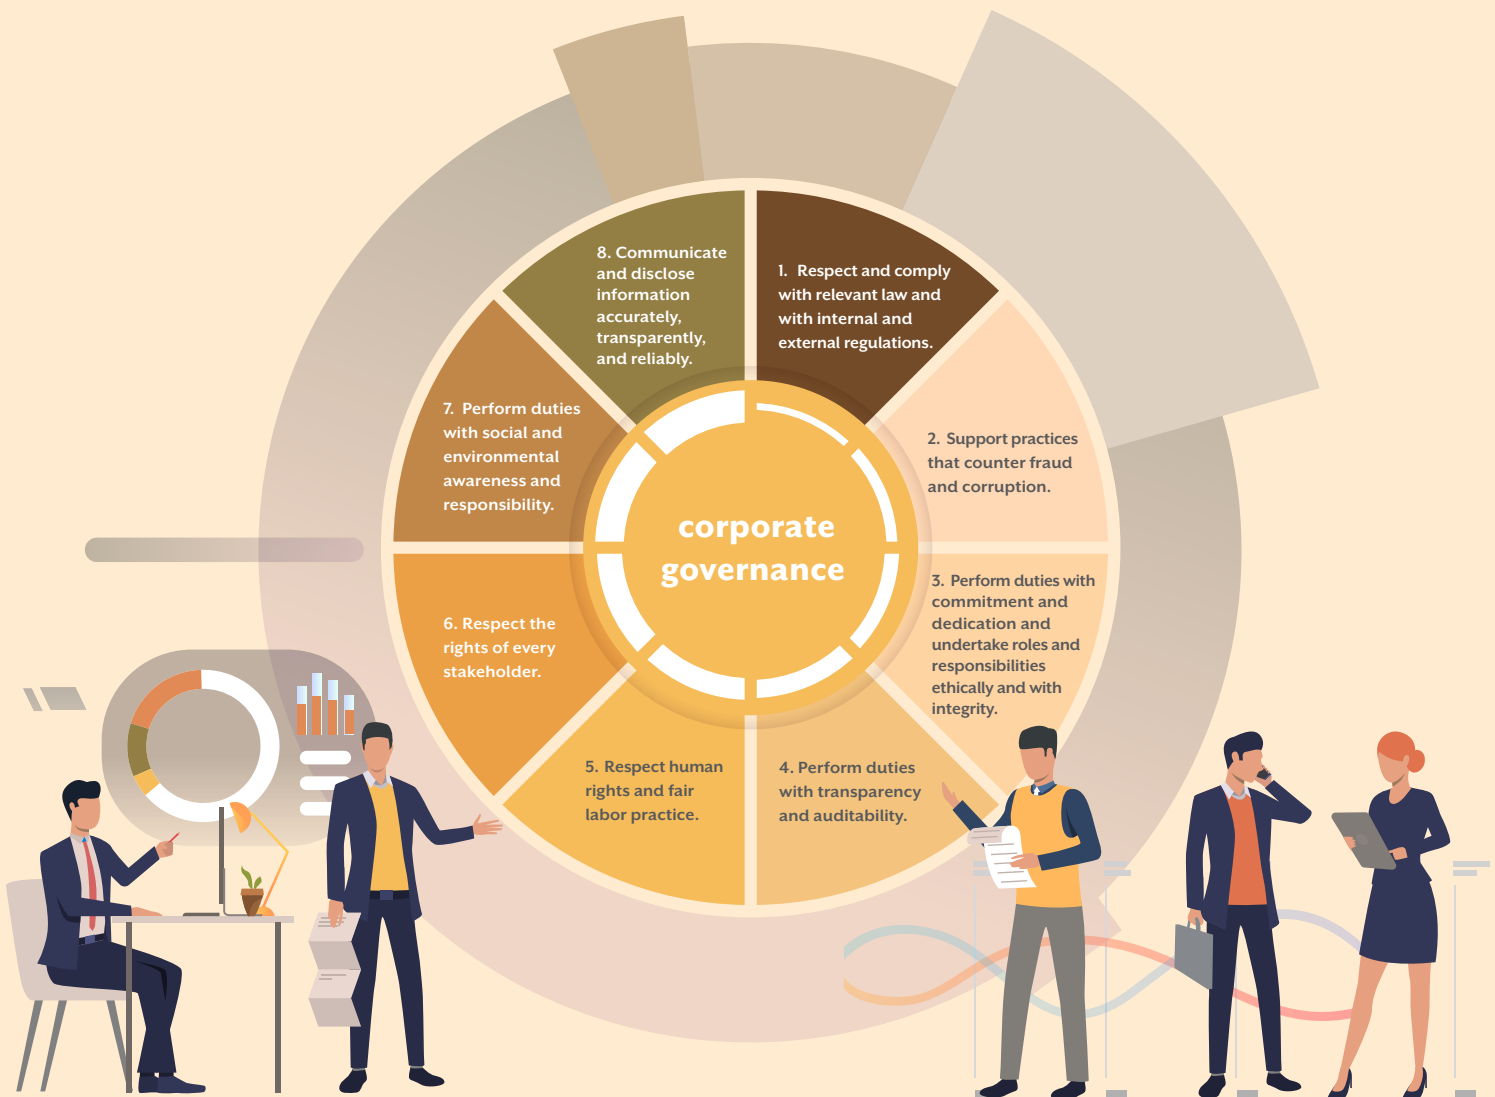 8. Communicate
and disclose
information
accurately,
transparently,
and reliably.
1. Respect and comply
with relevant law and
with internal and
external regulations.
7. Perform duties
with social and
environmental
awareness and
responsibility.
2. Support practices
that counter fraud
and corruption.
corporate
governance
3. Perform duties with
commitment and
dedication and
undertake roles and
responsibilities
ethically and with
integrity.
6. Respect the
rights of every
stakeholder.
5. Respect human
rights and fair
labor practice.
4. Perform duties
with transparency
and auditability.